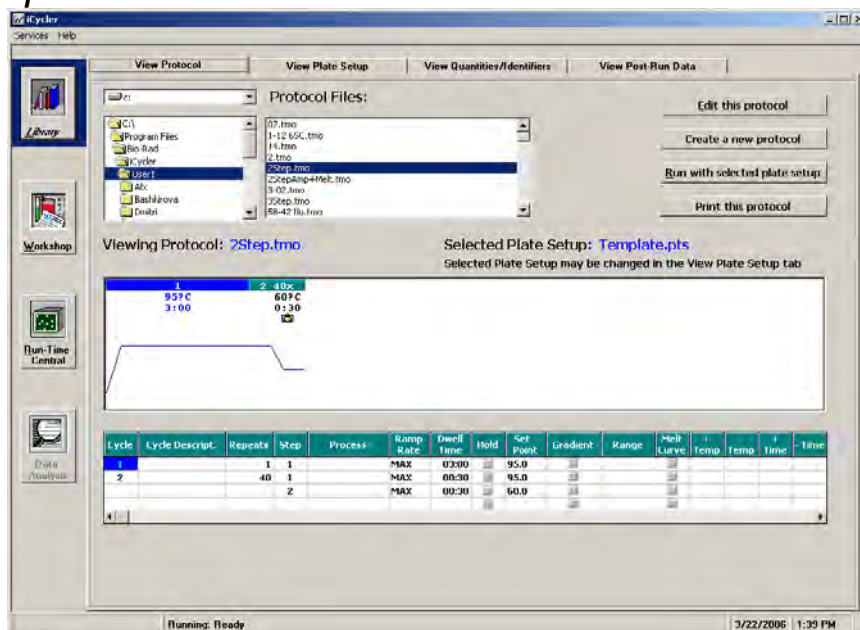 iCycler
Services Help
View Protocol View Plate Setup View Quantities/Identifiers View Post-Run Data
c: Protocol Files:
Library
C:\
Program Files
Bio Rad
iCycler
User1
Atx
Bashkirova
Dmitri
07.tmo
1-12 65C.tmo
14.tmo
2.tmo
2Step.tmo
2StepAmp+Melt.tmo
3-02.tmo
3Step.tmo
58-42 flu.tmo
Edit this protocol
Create a new protocol
Run with selected plate setup
Print this protocol
Workshop
Viewing Protocol: 2Step.tmo Selected Plate Setup: Template.pts
Selected Plate Setup may be changed in the View Plate Setup tab
1 2 40x
95?C 60?C
3:00 0:30
Run-Time
Central
Data
Analysis
Cycle Cycle Descript. Repeats Step Process Ramp Rate Dwell Time Hold Set Point Gradient Range Melt Curve + Temp - Temp + Time - Time
1 1 1 MAX 03:00 95.0
2 40 1 MAX 00:30 95.0
2 MAX 00:30 60.0
Running: Ready 3/22/2006 1:39 PM